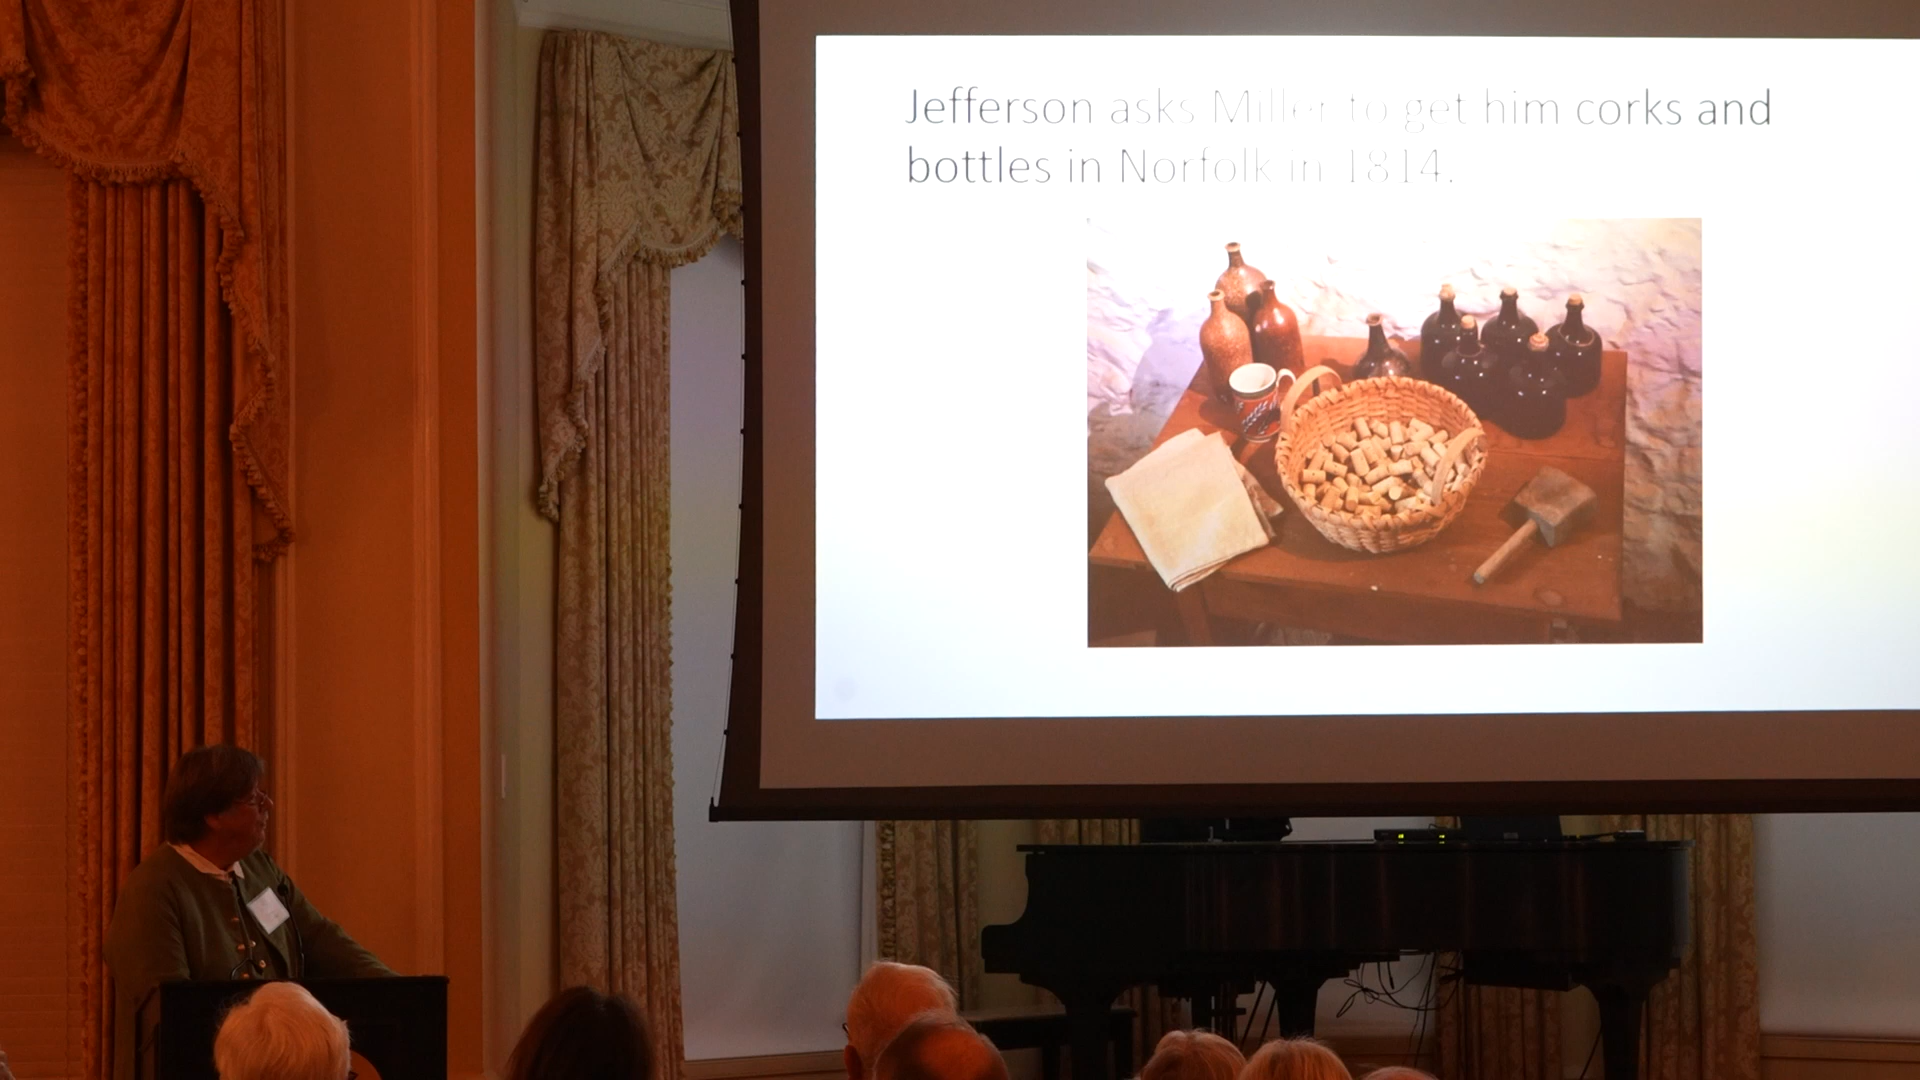 Jefferson asks Miller to get him corks and
bottles in Norfolk in 1814.